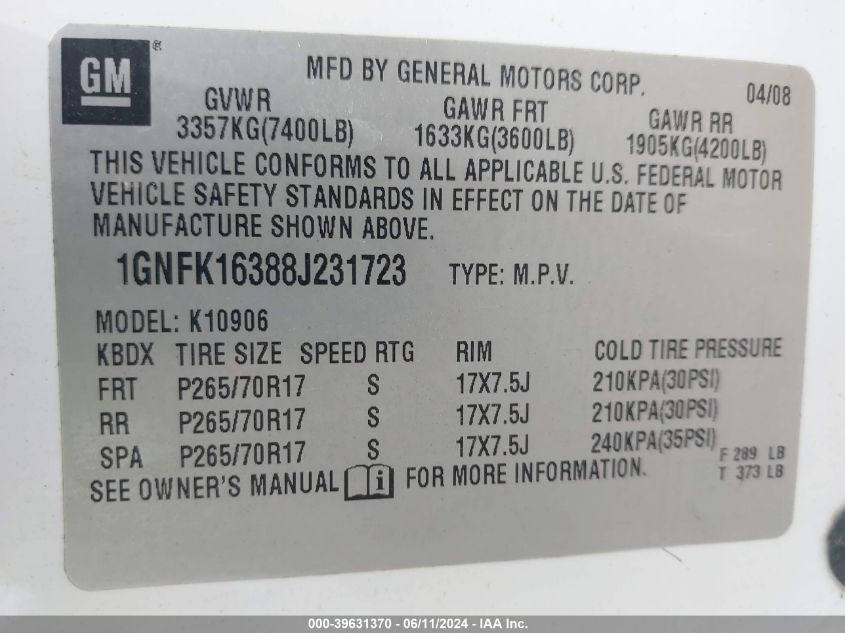 GM ®
MFD BY GENERAL MOTORS CORP. 04/08
GVWR GAWR FRT GAWR RR
3357KG(7400LB) 1633KG(3600LB) 1905KG(4200LB)
THIS VEHICLE CONFORMS TO ALL APPLICABLE U.S. FEDERAL MOTOR
VEHICLE SAFETY STANDARDS IN EFFECT ON THE DATE OF
MANUFACTURE SHOWN ABOVE.
1GNFK16388J231723 TYPE: M.P.V.
MODEL: K10906
KBDX TIRE SIZE SPEED RTG RIM COLD TIRE PRESSURE
FRT P265/70R17 S 17X7.5J 210KPA(30PSI)
RR P265/70R17 S 17X7.5J 210KPA(30PSI)
SPA P265/70R17 S 17X7.5J 240KPA(35PSI) F 289 LB
SEE OWNER'S MANUAL i FOR MORE INFORMATION. T 373 LB
000-39631370 - 06/11/2024 - IAA Inc.